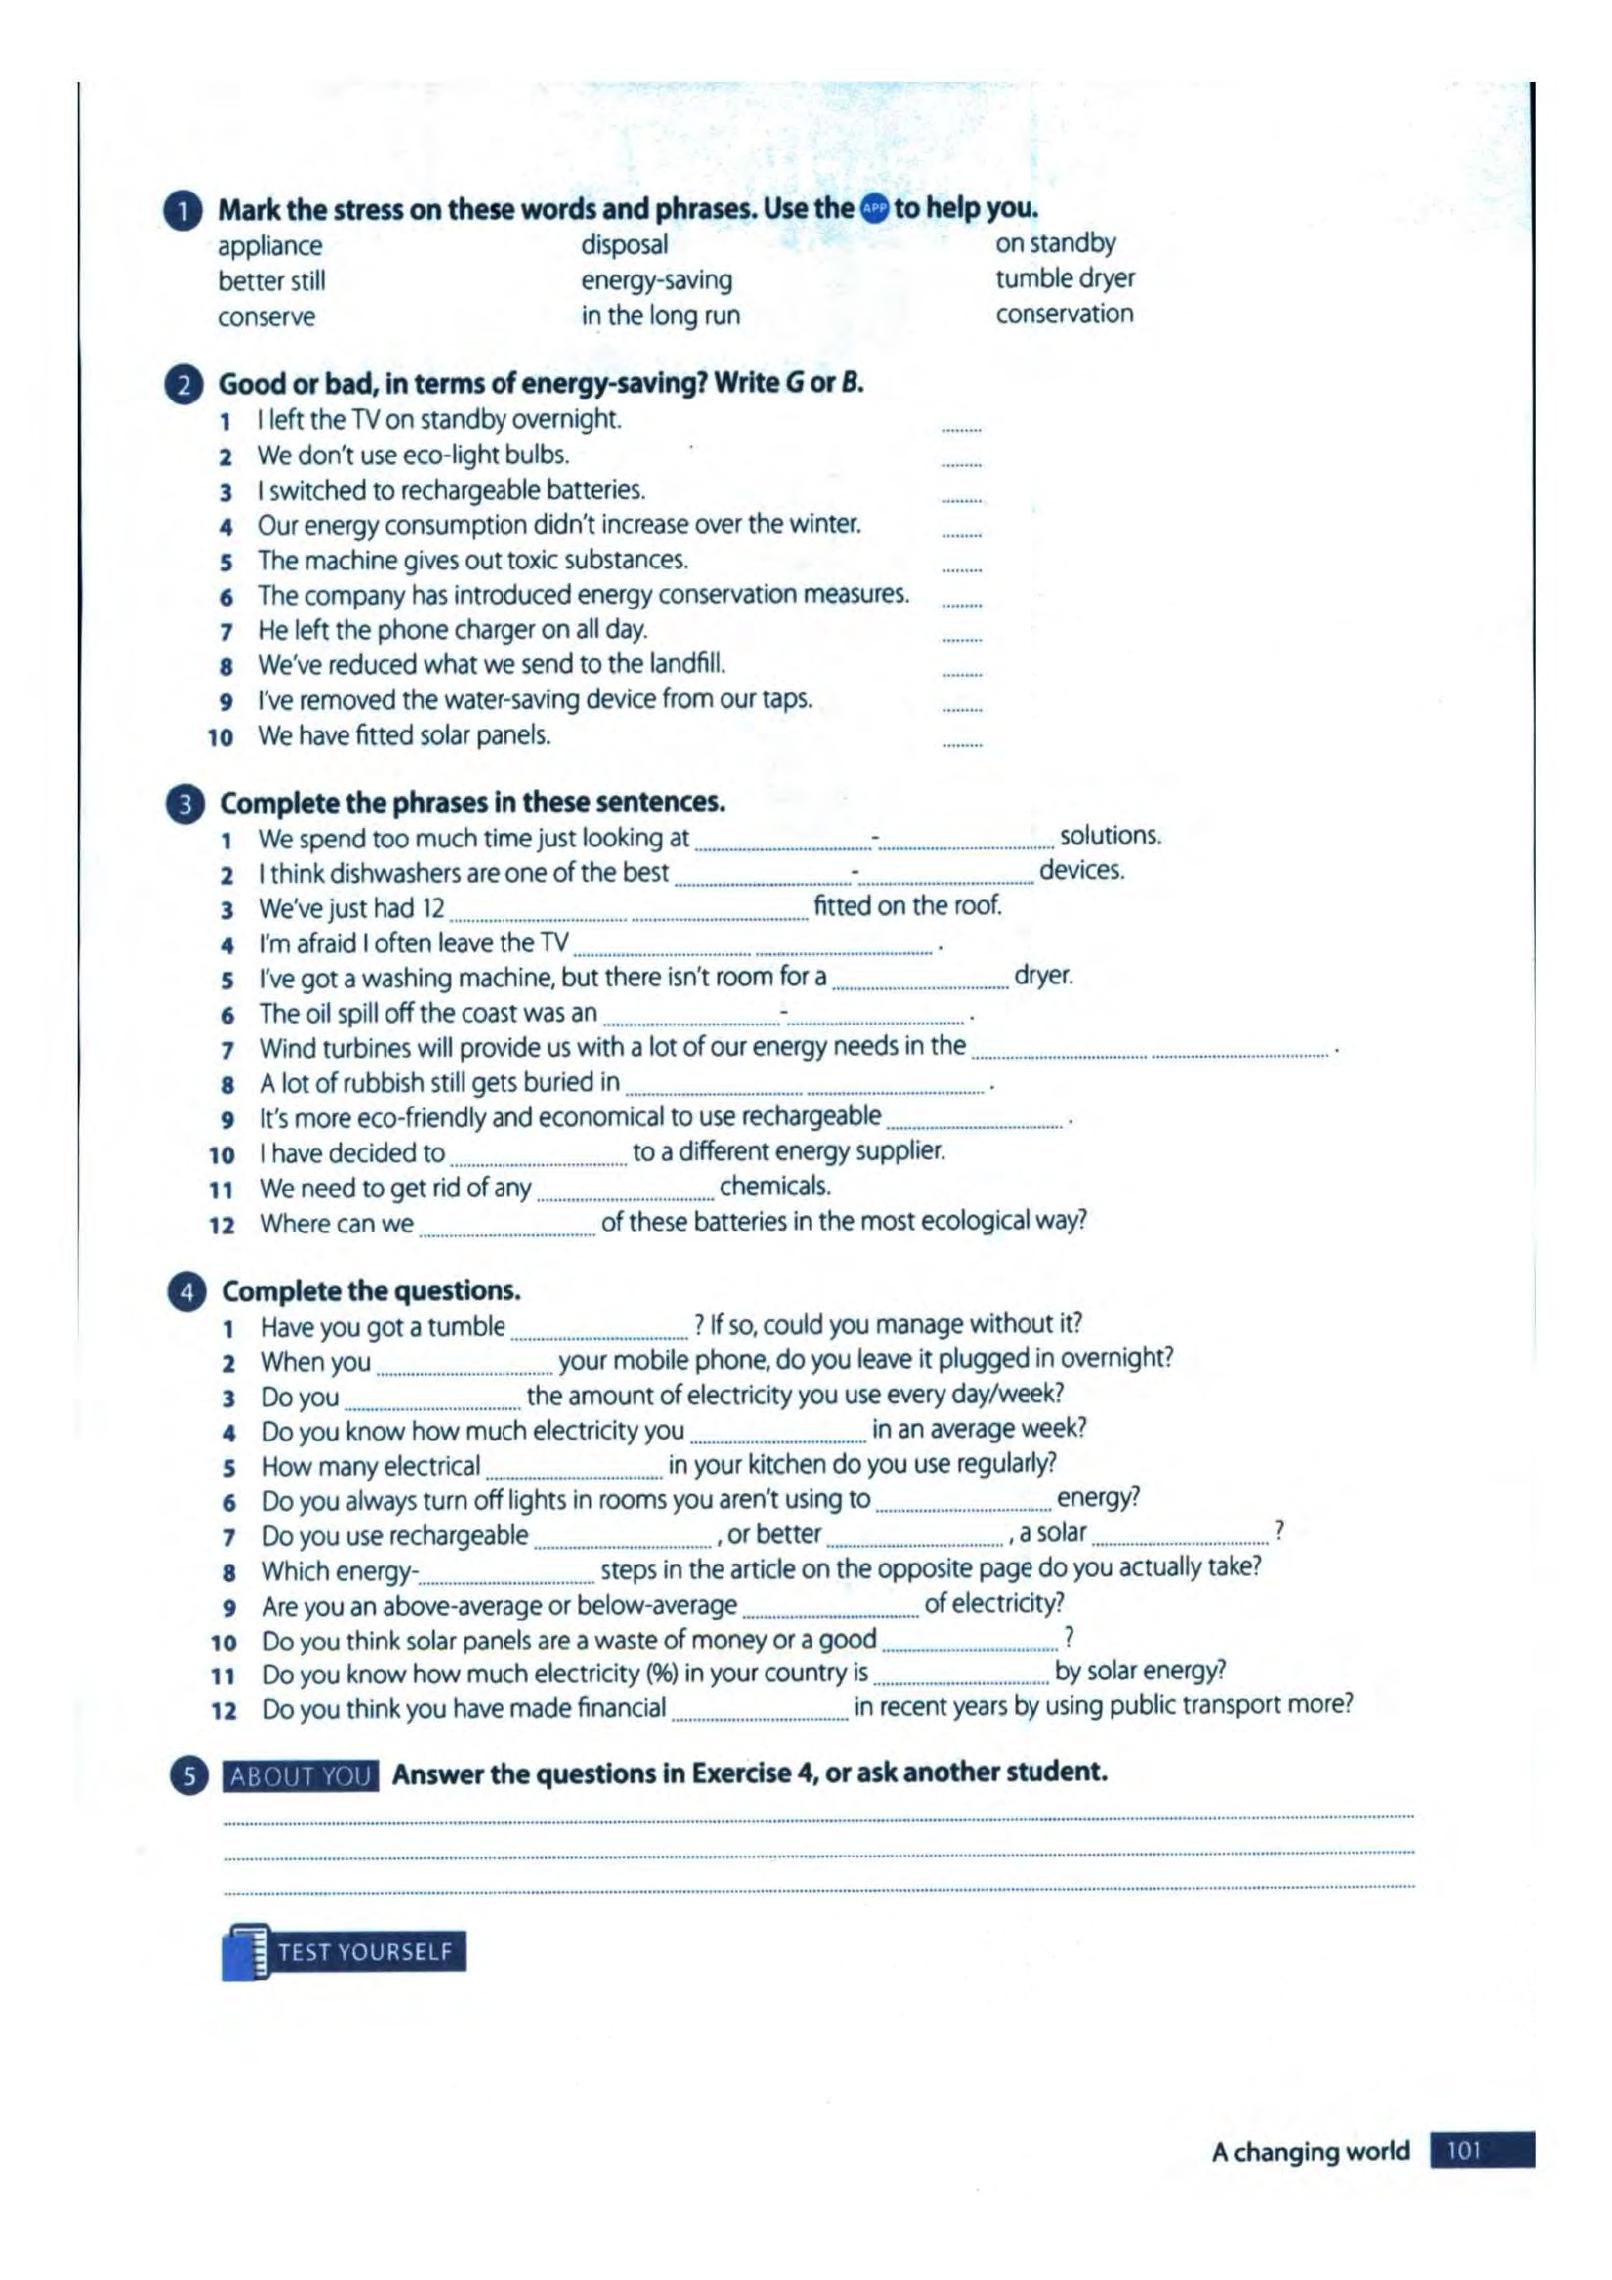 1 Mark the stress on these words and phrases. Use the APP to help you.
appliance disposal on standby
better still energy-saving tumble dryer
conserve in the long run conservation
2 Good or bad, in terms of energy-saving? Write G or B.
1 I left the TV on standby overnight. .........
2 We don't use eco-light bulbs. .........
3 I switched to rechargeable batteries. .........
4 Our energy consumption didn't increase over the winter. .........
5 The machine gives out toxic substances. .........
6 The company has introduced energy conservation measures. .........
7 He left the phone charger on all day. .........
8 We've reduced what we send to the landfill. .........
9 I've removed the water-saving device from our taps. .........
10 We have fitted solar panels. .........
3 Complete the phrases in these sentences.
1 We spend too much time just looking at ..............-.............. solutions.
2 I think dishwashers are one of the best ..............-.............. devices.
3 We've just had 12 .............. .............. fitted on the roof.
4 I'm afraid I often leave the TV .............. .............. .
5 I've got a washing machine, but there isn't room for a .............. dryer.
6 The oil spill off the coast was an ..............-.............. .
7 Wind turbines will provide us with a lot of our energy needs in the .............. .............. .
8 A lot of rubbish still gets buried in .............. .............. .
9 It's more eco-friendly and economical to use rechargeable .............. .
10 I have decided to .............. to a different energy supplier.
11 We need to get rid of any .............. chemicals.
12 Where can we .............. of these batteries in the most ecological way?
4 Complete the questions.
1 Have you got a tumble .............. ? If so, could you manage without it?
2 When you .............. your mobile phone, do you leave it plugged in overnight?
3 Do you .............. the amount of electricity you use every day/week?
4 Do you know how much electricity you .............. in an average week?
5 How many electrical .............. in your kitchen do you use regularly?
6 Do you always turn off lights in rooms you aren't using to .............. energy?
7 Do you use rechargeable .............. , or better .............. , a solar .............. ?
8 Which energy-.............. steps in the article on the opposite page do you actually take?
9 Are you an above-average or below-average .............. of electricity?
10 Do you think solar panels are a waste of money or a good .............. ?
11 Do you know how much electricity (%) in your country is .............. by solar energy?
12 Do you think you have made financial .............. in recent years by using public transport more?
5 ABOUT YOU Answer the questions in Exercise 4, or ask another student.
TEST YOURSELF
A changing world 101